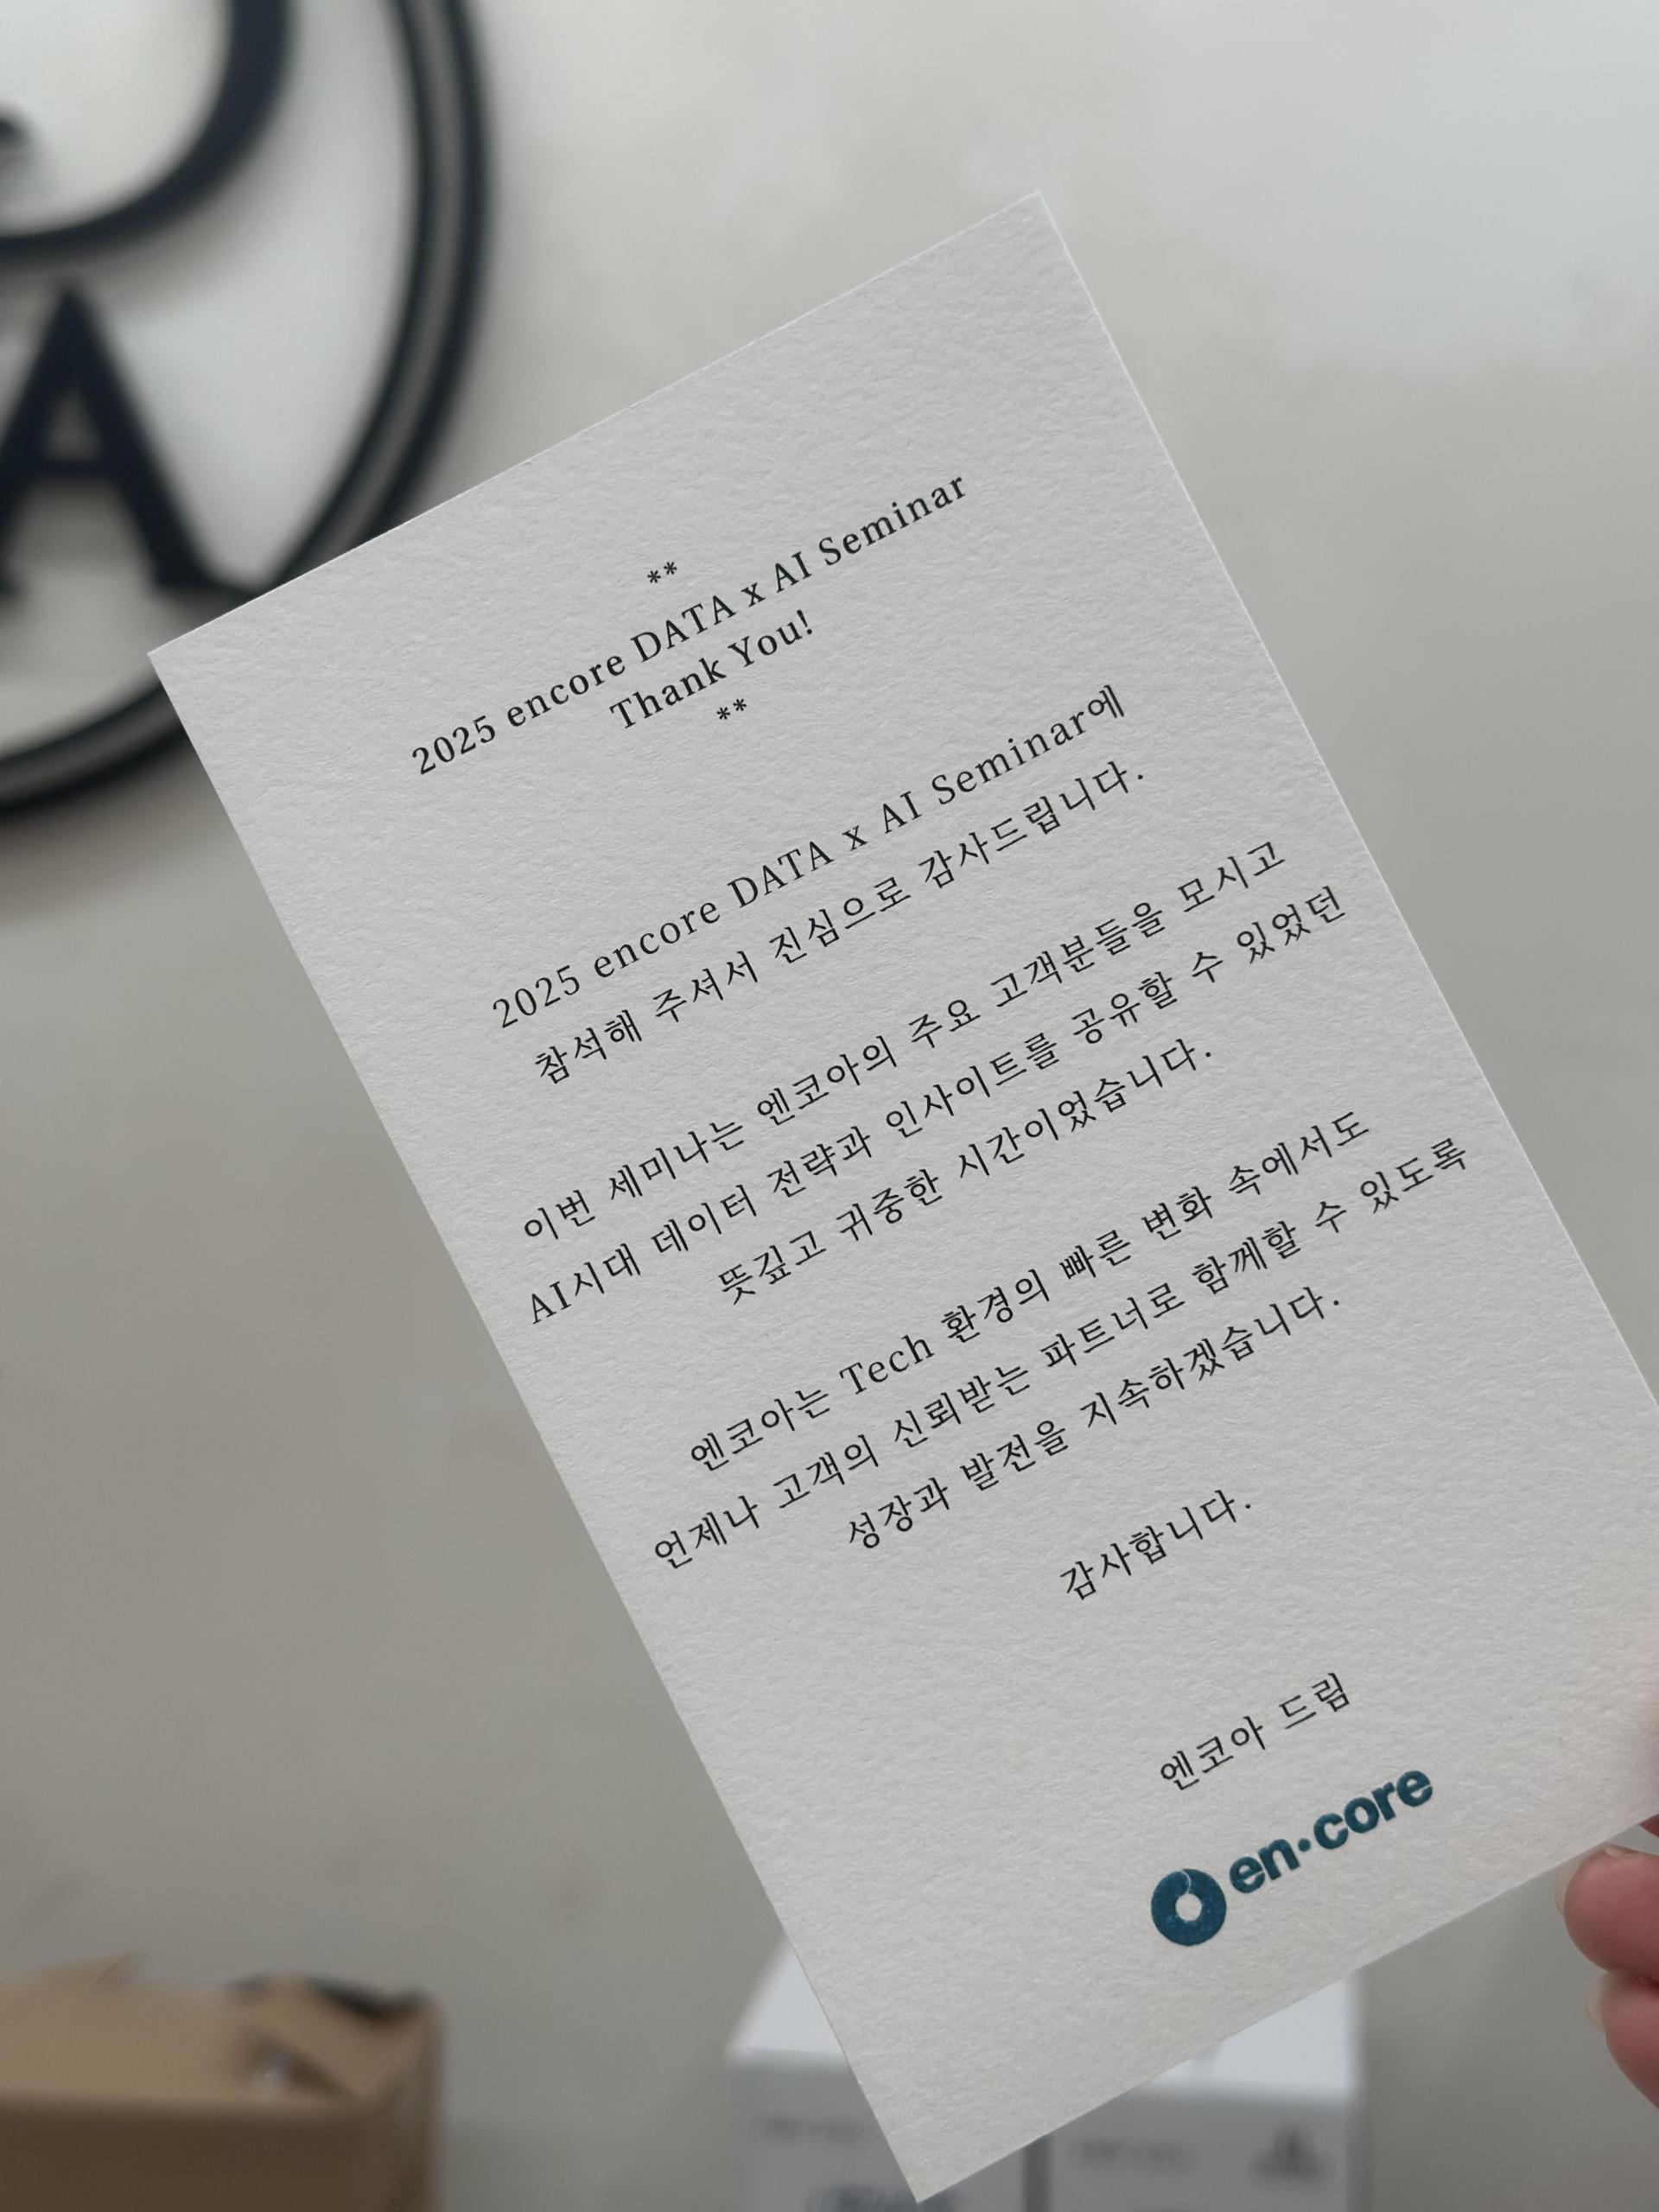 A
**
2025 encore DATA x AI Seminar
Thank You!
**
2025 encore DATA x AI Seminar에
참석해 주셔서 진심으로 감사드립니다.
이번 세미나는 엔코아의 주요 고객분들을 모시고
AI시대 데이터 전략과 인사이트를 공유할 수 있었던
뜻깊고 귀중한 시간이었습니다.
엔코아는 Tech 환경의 빠른 변화 속에서도
언제나 고객의 신뢰받는 파트너로 함께할 수 있도록
성장과 발전을 지속하겠습니다.
감사합니다.
엔코아 드림
en·core